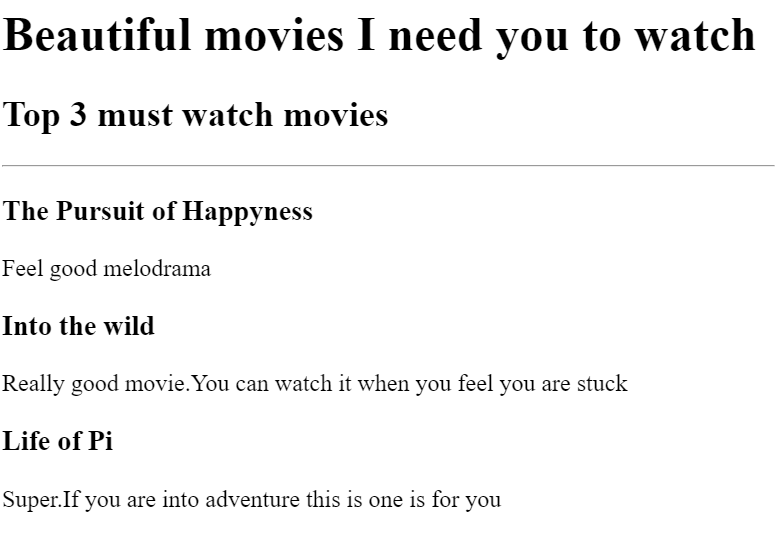 Beautiful movies I need you to watch
Top 3 must watch movies
The Pursuit of Happyness
Feel good melodrama
Into the wild
Really good movie.You can watch it when you feel you are stuck
Life of Pi
Super.If you are into adventure this is one is for you